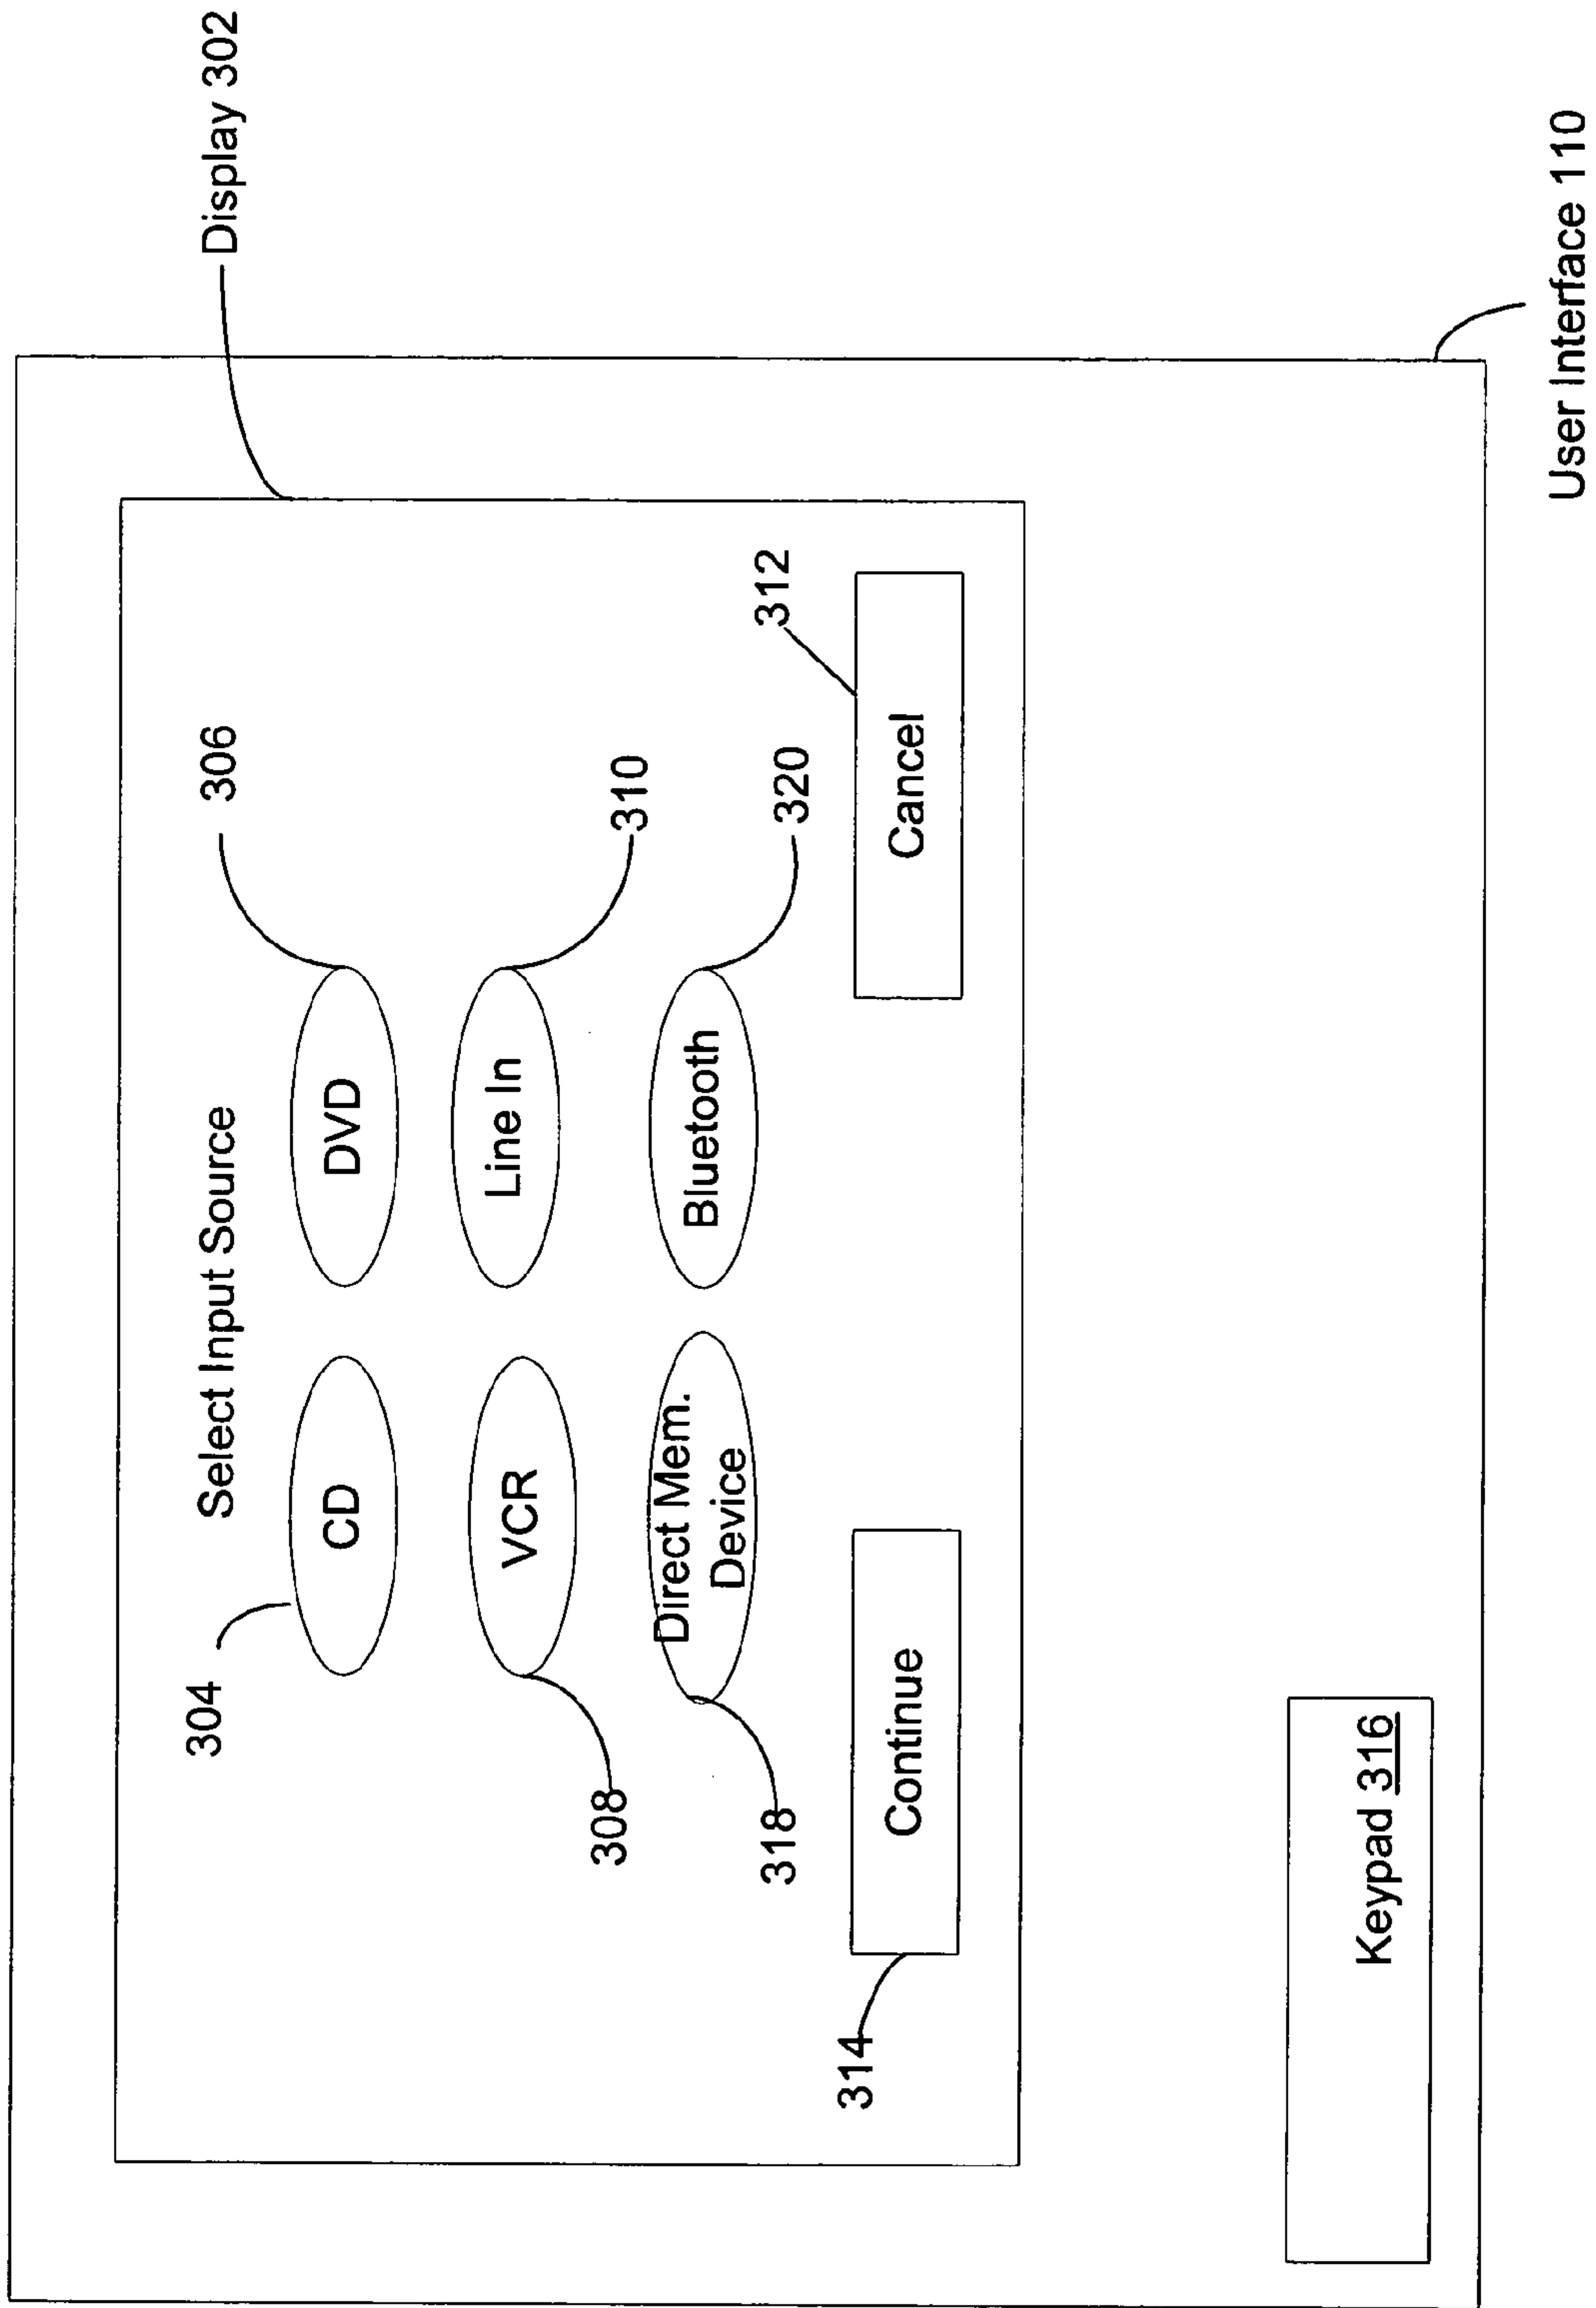 Display 302
Select Input Source
304
306
CD
DVD
308
310
VCR
Line In
318
320
Direct Mem.
Device
Bluetooth
314
312
Continue
Cancel
Keypad 316
User Interface 110